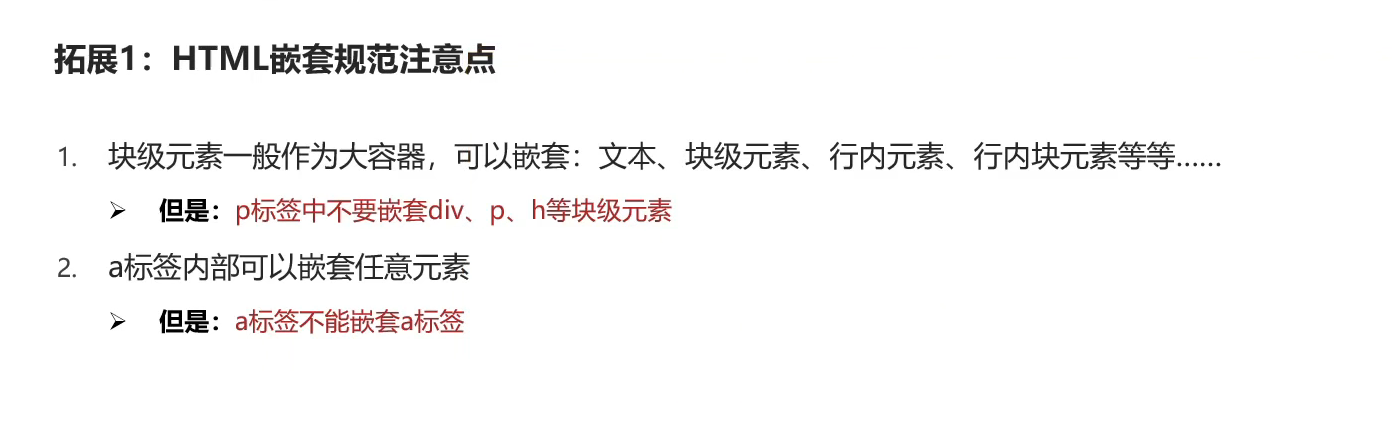 拓展1：HTML嵌套规范注意点
1. 块级元素一般作为大容器，可以嵌套：文本、块级元素、行内元素、行内块元素等等……
➢ 但是：p标签中不要嵌套div、p、h等块级元素
2. a标签内部可以嵌套任意元素
➢ 但是：a标签不能嵌套a标签